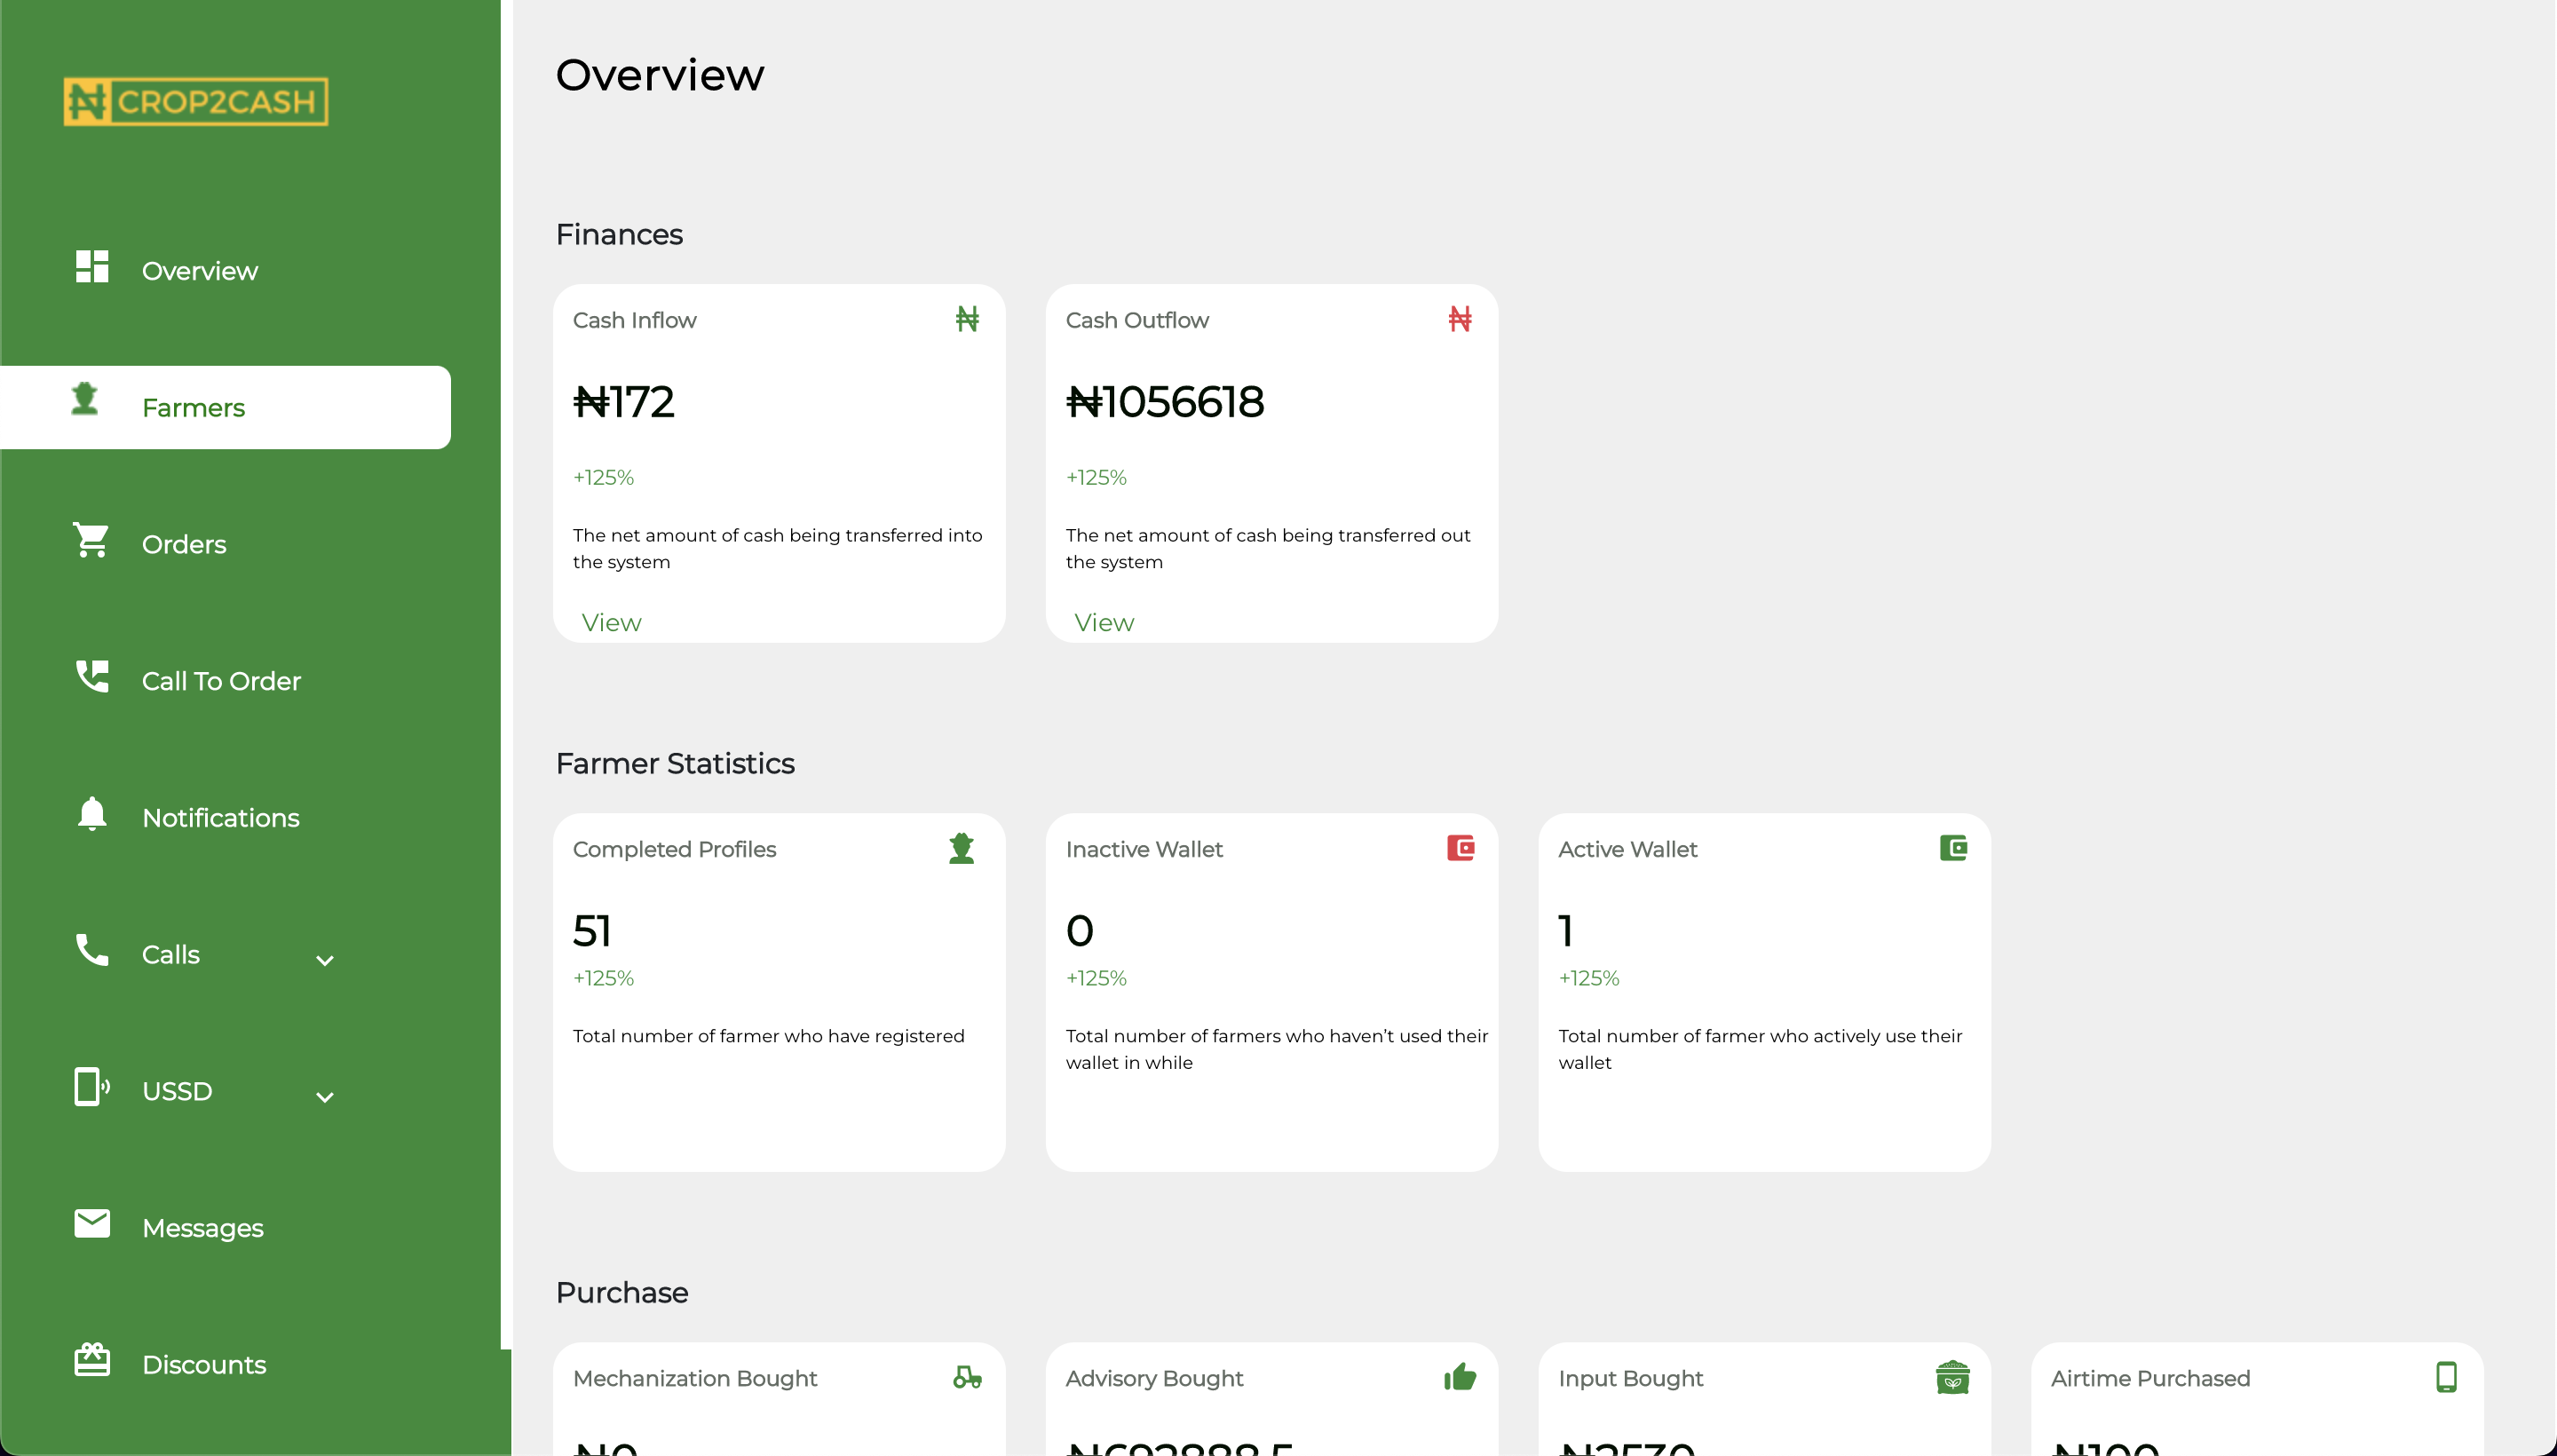 CROP2CASH
Overview
Farmers
Orders
Call To Order
Notifications
Calls
USSD
Messages
Discounts
Overview
Finances
Cash Inflow
₦
₦172
+125%
The net amount of cash being transferred into
the system
View
Cash Outflow
₦
₦1056618
+125%
The net amount of cash being transferred out
the system
View
Farmer Statistics
Completed Profiles
51
+125%
Total number of farmer who have registered
Inactive Wallet
0
+125%
Total number of farmers who haven’t used their
wallet in while
Active Wallet
1
+125%
Total number of farmer who actively use their
wallet
Purchase
Mechanization Bought
₦0
Advisory Bought
Input Bought
Airtime Purchased
₦100